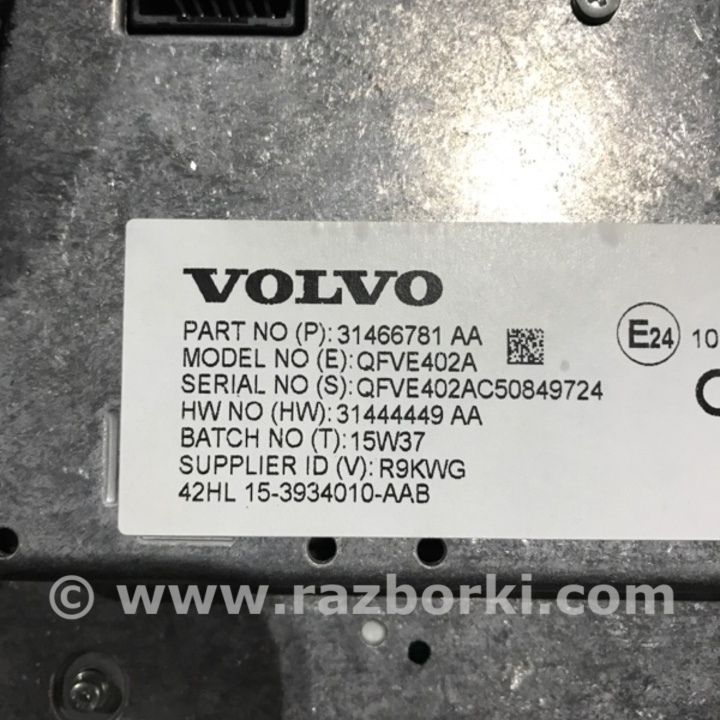 VOLVO
PART NO (P): 31466781 AA
MODEL NO (E): QFVE402A
SERIAL NO (S): QFVE402AC50849724
HW NO (HW): 31444449 AA
BATCH NO (T): 15W37
SUPPLIER ID (V): R9KWG
42HL 15-3934010-AAB
E24 10
© www.razborki.com